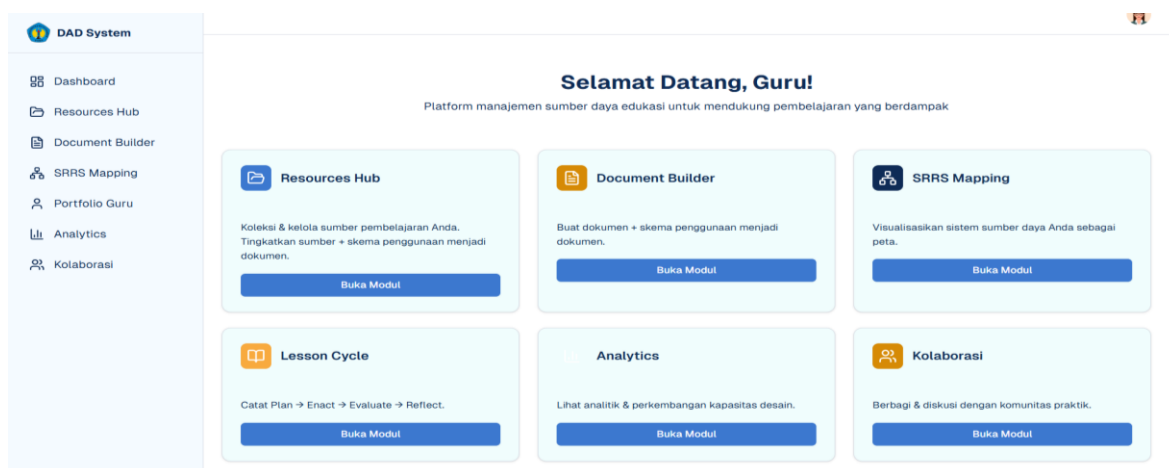 DAD System
Dashboard
Resources Hub
Document Builder
SRRS Mapping
Portfolio Guru
Analytics
Kolaborasi
Selamat Datang, Guru!
Platform manajemen sumber daya edukasi untuk mendukung pembelajaran yang berdampak
Resources Hub
Koleksi & kelola sumber pembelajaran Anda.
Tingkatkan sumber + skema penggunaan menjadi
dokumen.
Buka Modul
Document Builder
Buat dokumen + skema penggunaan menjadi
dokumen.
Buka Modul
SRRS Mapping
Visualisasikan sistem sumber daya Anda sebagai
peta.
Buka Modul
Lesson Cycle
Catat Plan → Enact → Evaluate → Reflect.
Buka Modul
Analytics
Lihat analitik & perkembangan kapasitas desain.
Buka Modul
Kolaborasi
Berbagi & diskusi dengan komunitas praktik.
Buka Modul